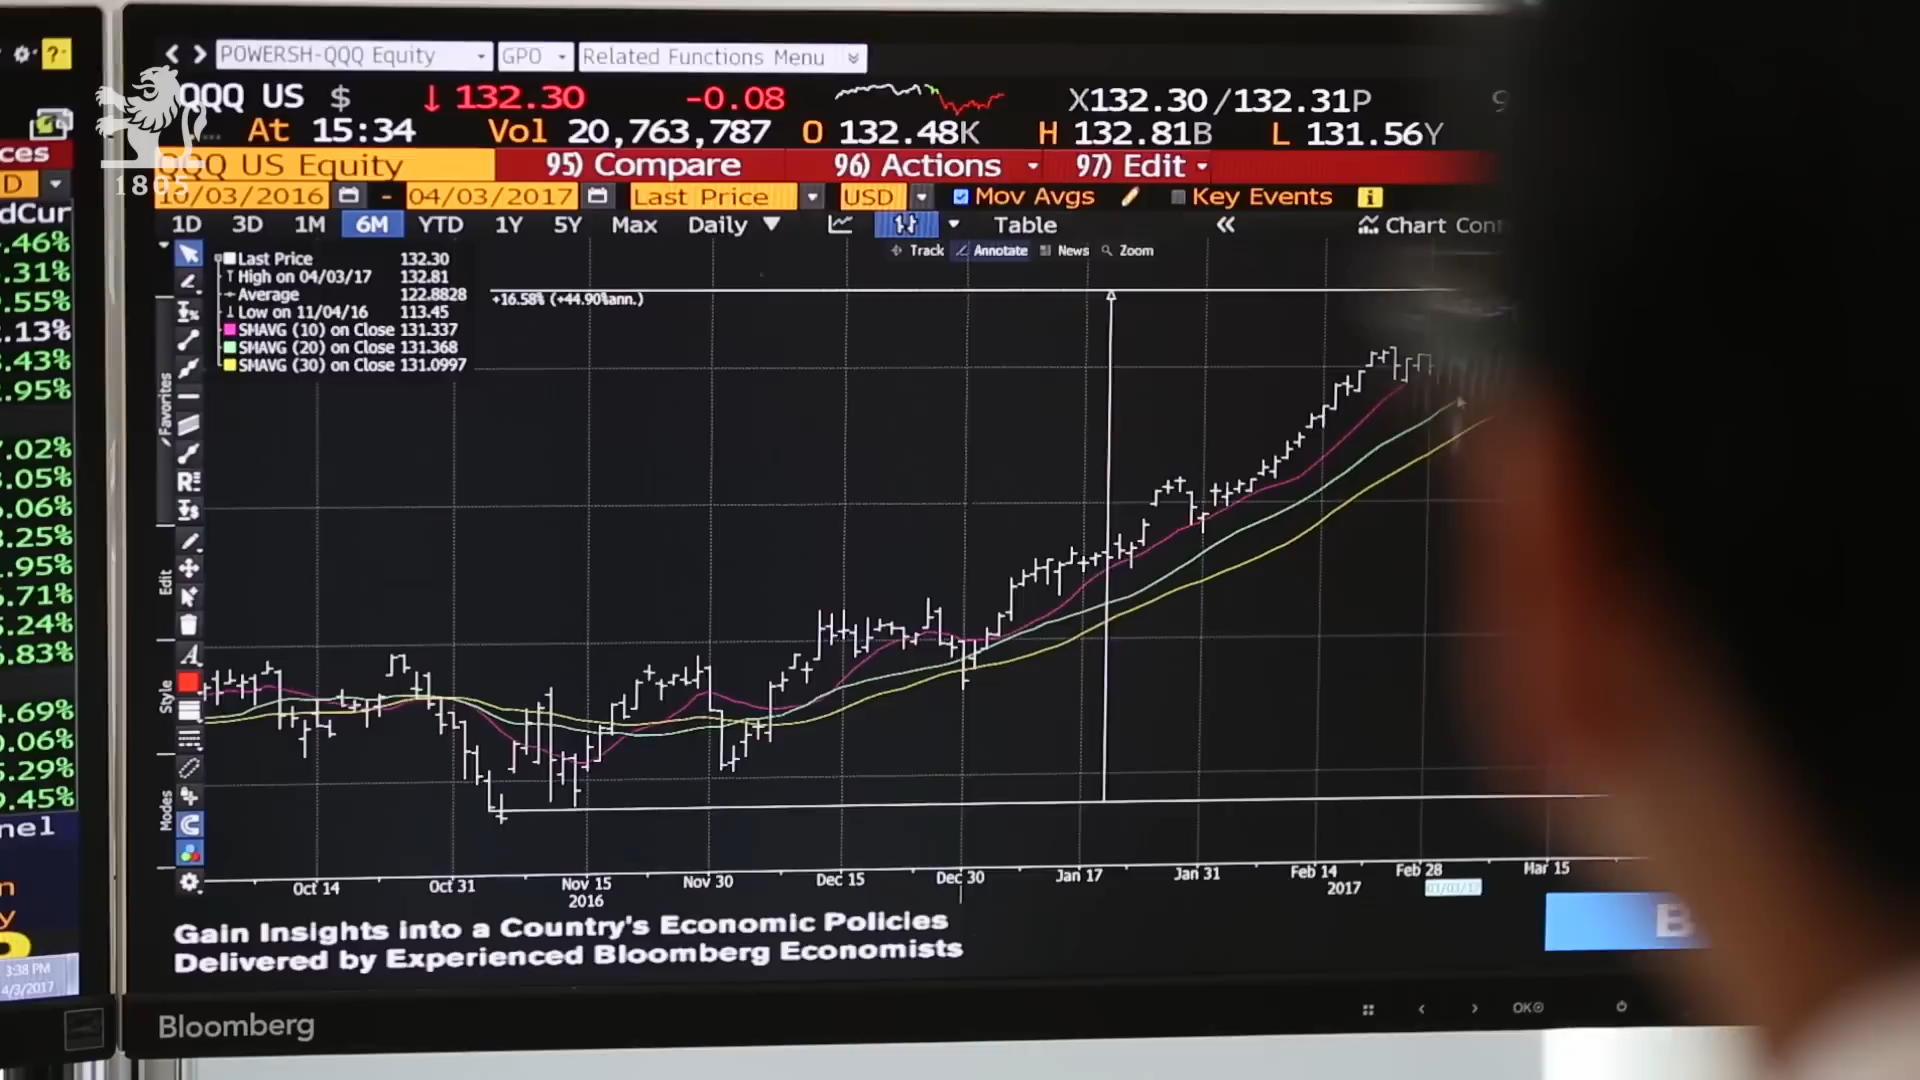 POWERSH-QQQ Equity GPO Related Functions Menu
QQQ US $ ↓ 132.30 -0.08 X132.30 /132.31P
At 15:34 Vol 20,763,787 O 132.48K H 132.81B L 131.56Y
QQQ US Equity 95) Compare 96) Actions 97) Edit
1805
10/03/2016 - 04/03/2017 Last Price USD Mov Avgs Key Events
1D 3D 1M 6M YTD 1Y 5Y Max Daily Table « Chart
Track Annotate News Zoom
Last Price 132.30
High on 04/03/17 132.81
Average 122.8828
Low on 11/04/16 113.45
SMAVG (10) on Close 131.337
SMAVG (20) on Close 131.368
SMAVG (30) on Close 131.0997
+16.58% (+44.90%ann.)
Favorites
Edit
Style
Modes
Oct 14 Oct 31 Nov 15 Nov 30 Dec 15 Dec 30 Jan 17 Jan 31 Feb 14 Feb 28 Mar 15
2016 2017
Gain Insights into a Country's Economic Policies
Delivered by Experienced Bloomberg Economists
Bloomberg
OK
?
ces
D
dCur
.46%
.31%
.55%
.13%
.43%
.95%
.02%
.05%
.06%
.25%
.95%
.71%
.24%
.83%
.69%
.06%
.29%
.45%
nel
n
y
3:38 PM
4/3/2017